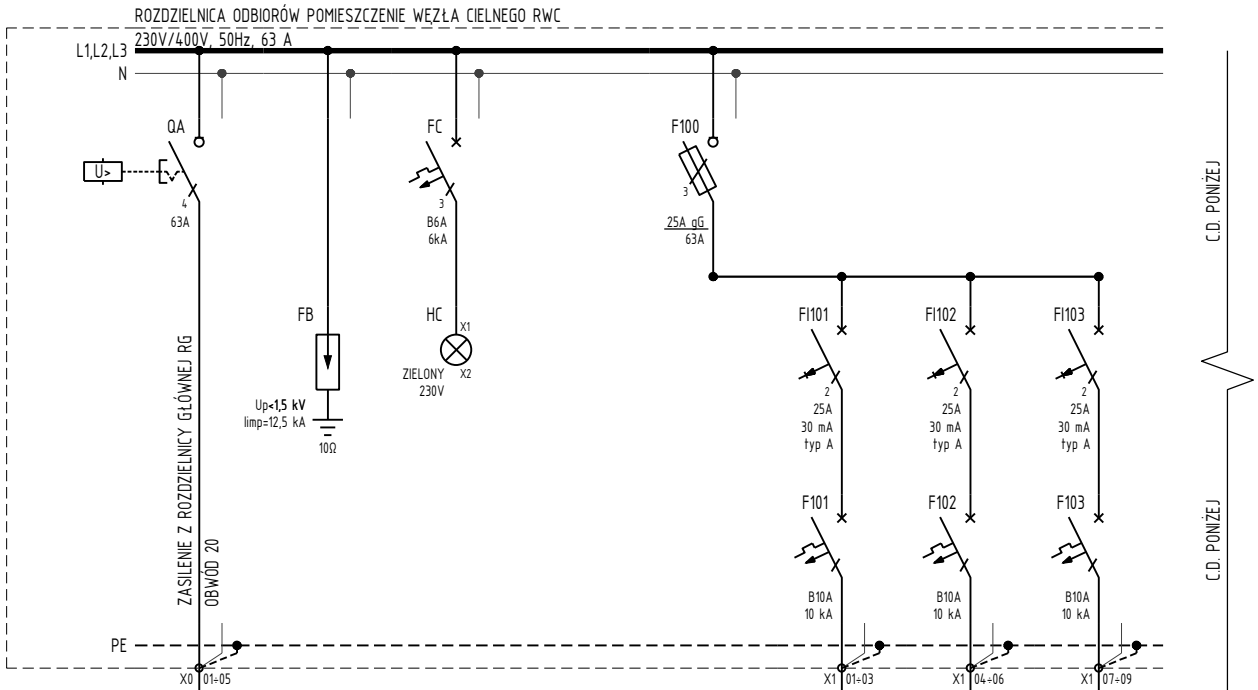 ROZDZIELNICA ODBIORÓW POMIESZCZENIE WĘZŁA CIELNEGO RWC
230V/400V, 50Hz, 63 A
L1,L2,L3
N
QA
U>
4
63A
FB
Up<1,5 kV
Iimp=12,5 kA
10Ω
FC
3
B6A
6kA
HC
X1
X2
ZIELONY
230V
F100
3
25A gG
63A
FI101
2
25A
30 mA
typ A
FI102
2
25A
30 mA
typ A
FI103
2
25A
30 mA
typ A
F101
B10A
10 kA
F102
B10A
10 kA
F103
B10A
10 kA
ZASILENIE Z ROZDZIELNICY GŁÓWNEJ RG
OBWÓD 20
PE
X0 01÷05
X1 01÷03
X1 04÷06
X1 07÷09
C.D. PONIŻEJ
C.D. PONIŻEJ